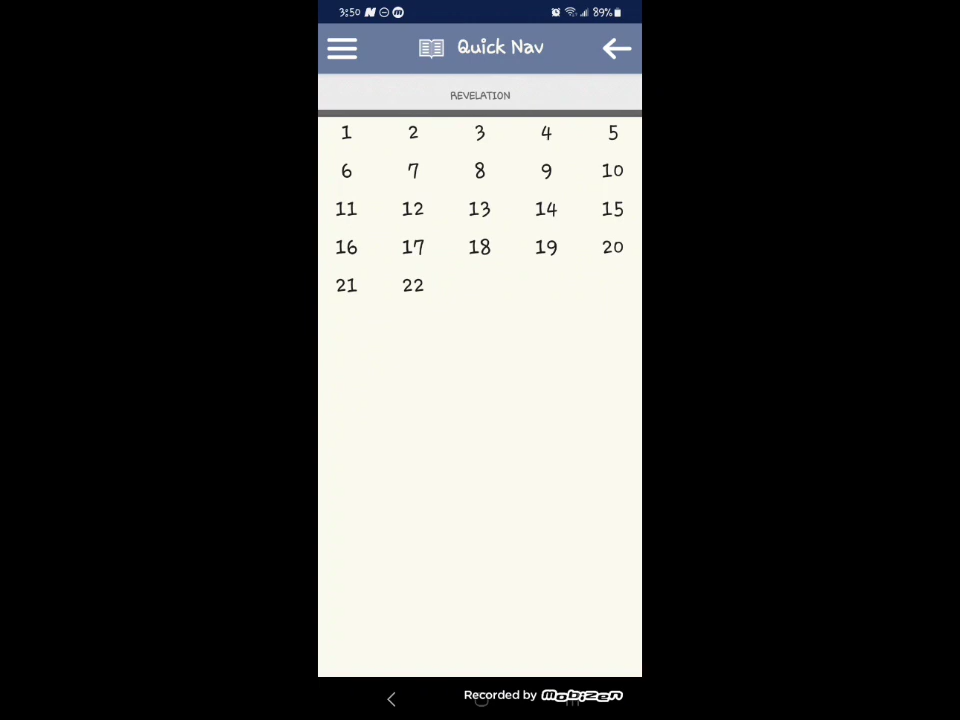 3:50 89%
Quick Nav
REVELATION
1 2 3 4 5
6 7 8 9 10
11 12 13 14 15
16 17 18 19 20
21 22
Recorded by mobizen